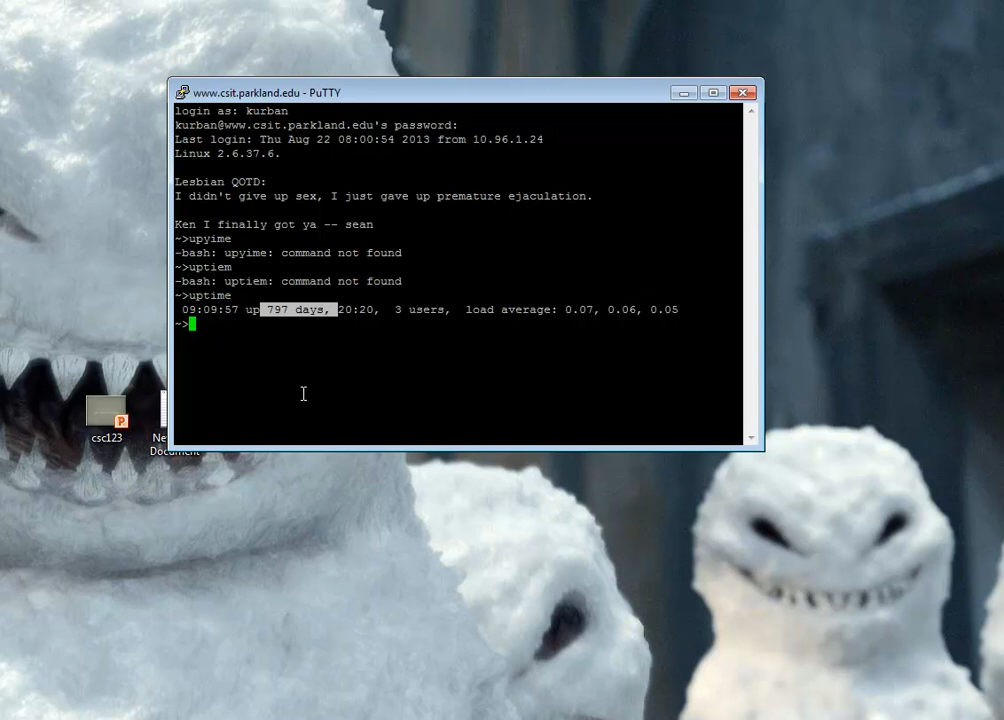 www.csit.parkland.edu - PuTTY
login as: kurban
kurban@www.csit.parkland.edu's password:
Last login: Thu Aug 22 08:00:54 2013 from 10.96.1.24
Linux 2.6.37.6.
Lesbian QOTD:
I didn't give up sex, I just gave up premature ejaculation.
Ken I finally got ya -- sean
~>upyime
-bash: upyime: command not found
~>uptiem
-bash: uptiem: command not found
~>uptime
09:09:57 up 797 days, 20:20, 3 users, load average: 0.07, 0.06, 0.05
~>
csc123
Ne
Document